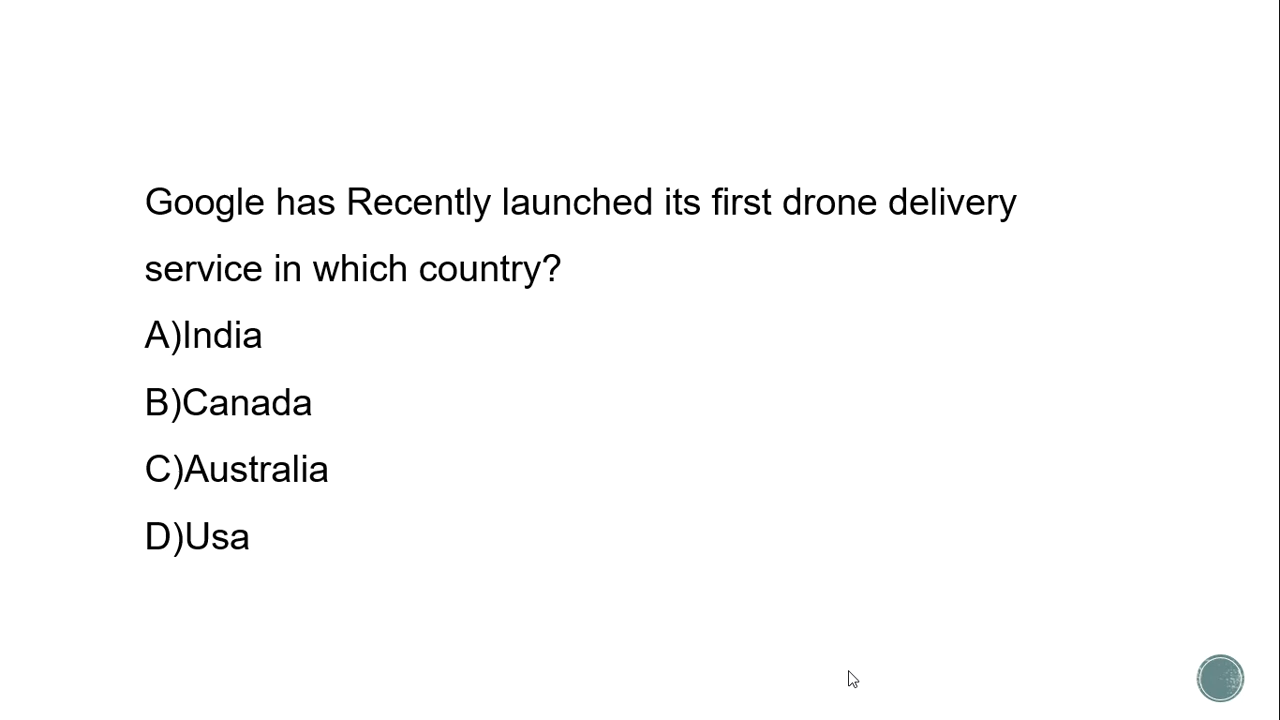 Google has Recently launched its first drone delivery
service in which country?
A)India
B)Canada
C)Australia
D)Usa